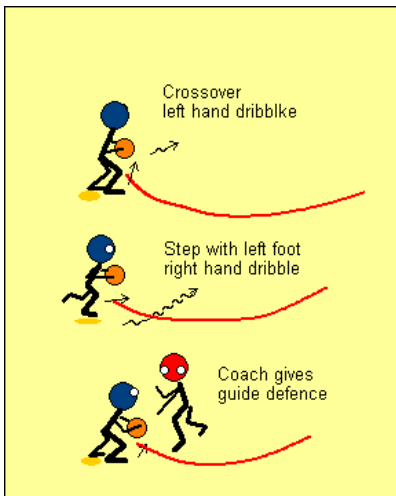 Crossover
left hand dribblke
Step with left foot
right hand dribble
Coach gives
guide defence